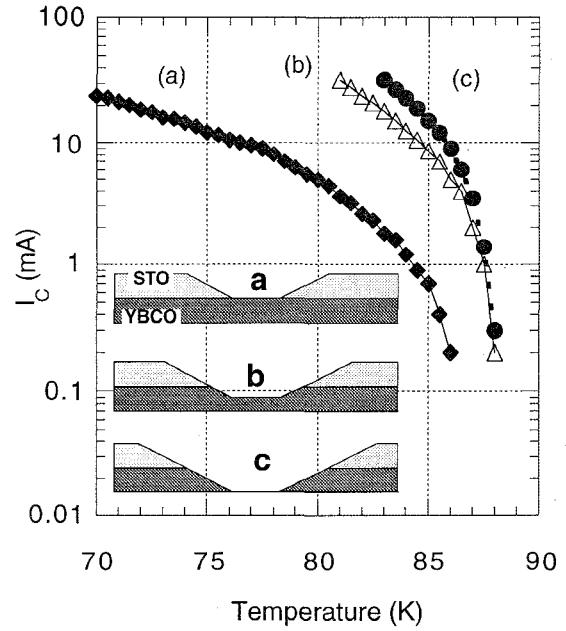 100
(a)
(b)
(c)
10
I_C (mA)
1
STO
a
YBCO
b
0.1
c
0.01
70
75
80
85
90
Temperature (K)